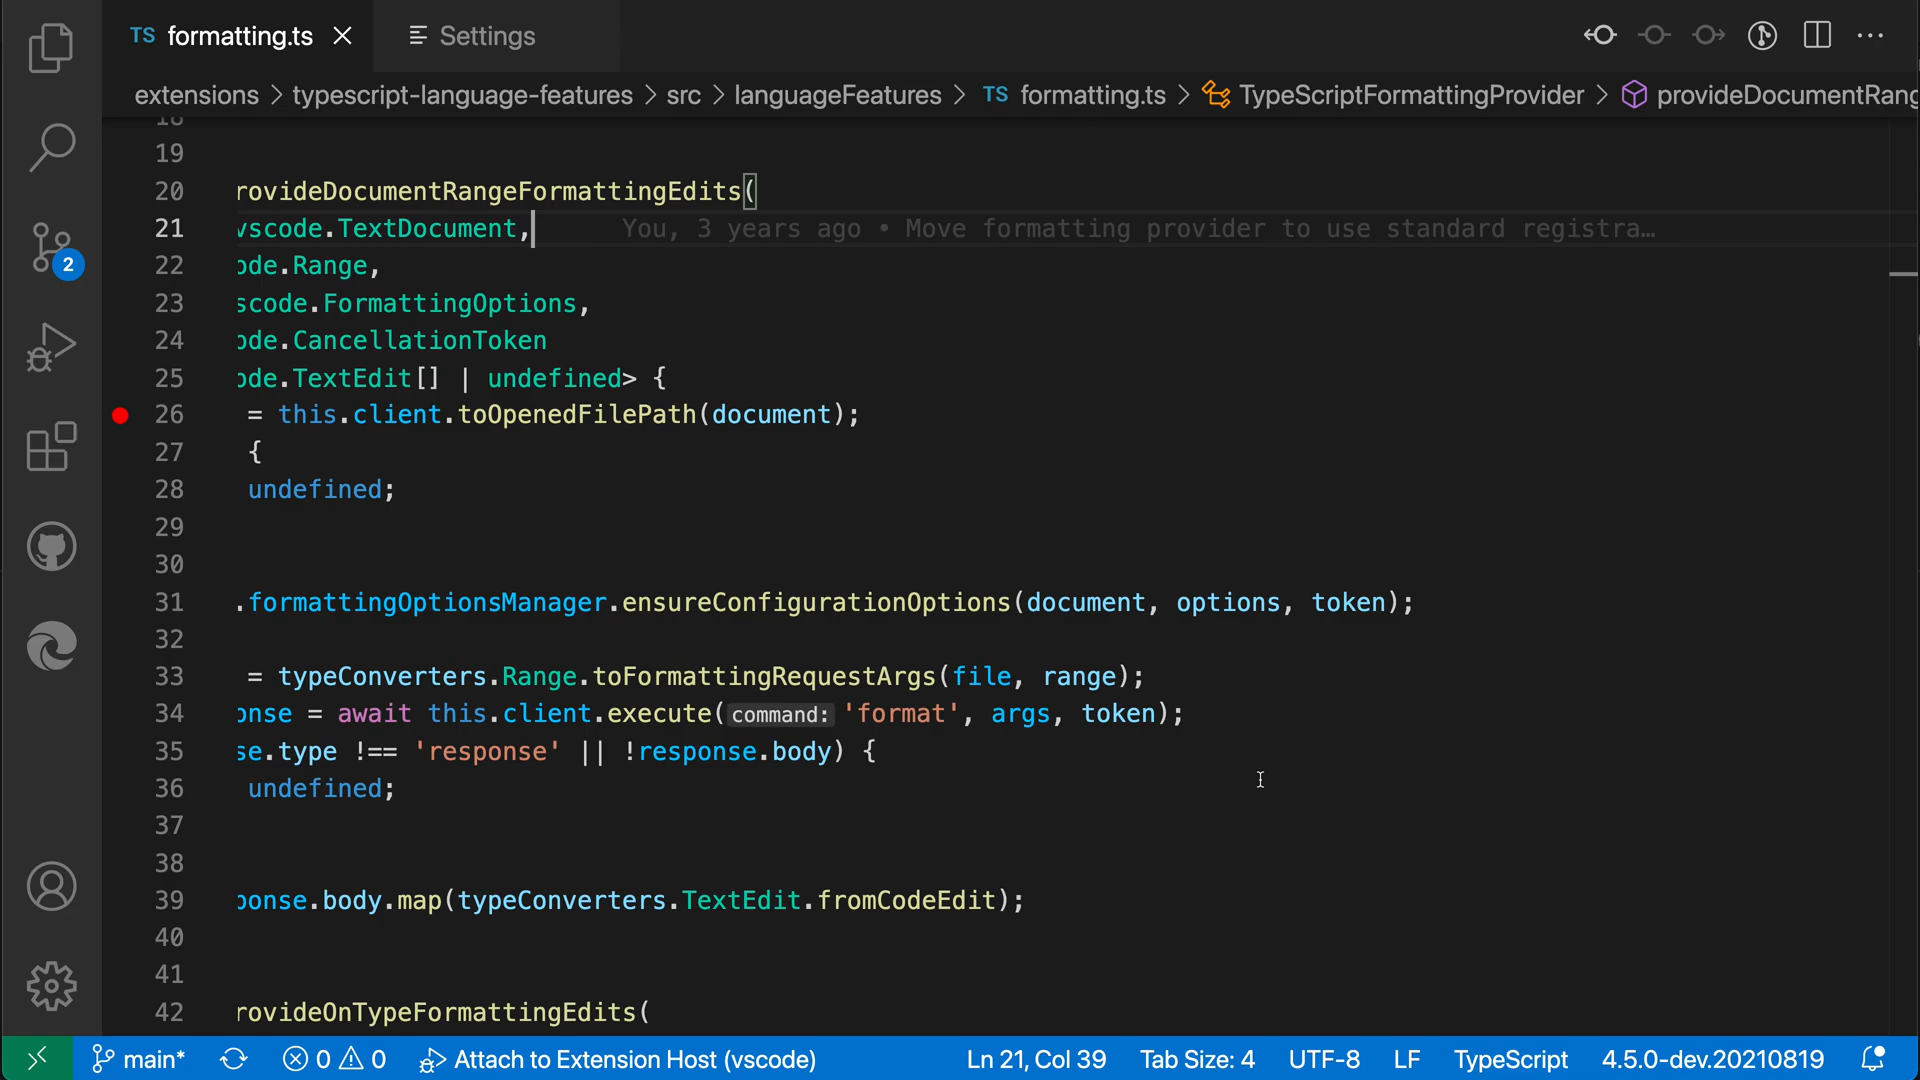 TS formatting.ts Settings
extensions > typescript-language-features > src > languageFeatures > TS formatting.ts > TypeScriptFormattingProvider > provideDocumentRang
18
19
20 rovideDocumentRangeFormattingEdits(
21 vscode.TextDocument, You, 3 years ago • Move formatting provider to use standard registra…
22 ode.Range,
23 scode.FormattingOptions,
24 ode.CancellationToken
25 ode.TextEdit[] | undefined> {
26 = this.client.toOpenedFilePath(document);
27 {
28 undefined;
29
30
31 .formattingOptionsManager.ensureConfigurationOptions(document, options, token);
32
33 = typeConverters.Range.toFormattingRequestArgs(file, range);
34 onse = await this.client.execute(command: 'format', args, token);
35 se.type !== 'response' || !response.body) {
36 undefined;
37
38
39 ponse.body.map(typeConverters.TextEdit.fromCodeEdit);
40
41
42 rovideOnTypeFormattingEdits(
2
main* 0 0 Attach to Extension Host (vscode) Ln 21, Col 39 Tab Size: 4 UTF-8 LF TypeScript 4.5.0-dev.20210819